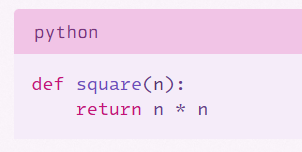 python
def square(n):
    return n * n